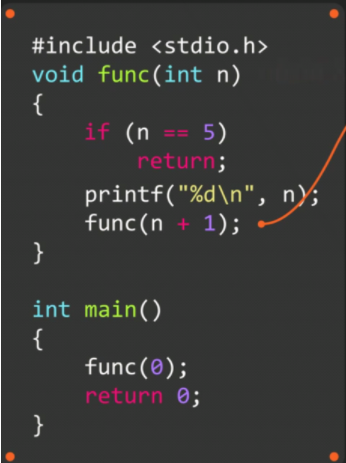 #include <stdio.h>
void func(int n)
{
    if (n == 5)
        return;
    printf("%d\n", n);
    func(n + 1);
}

int main()
{
    func(0);
    return 0;
}